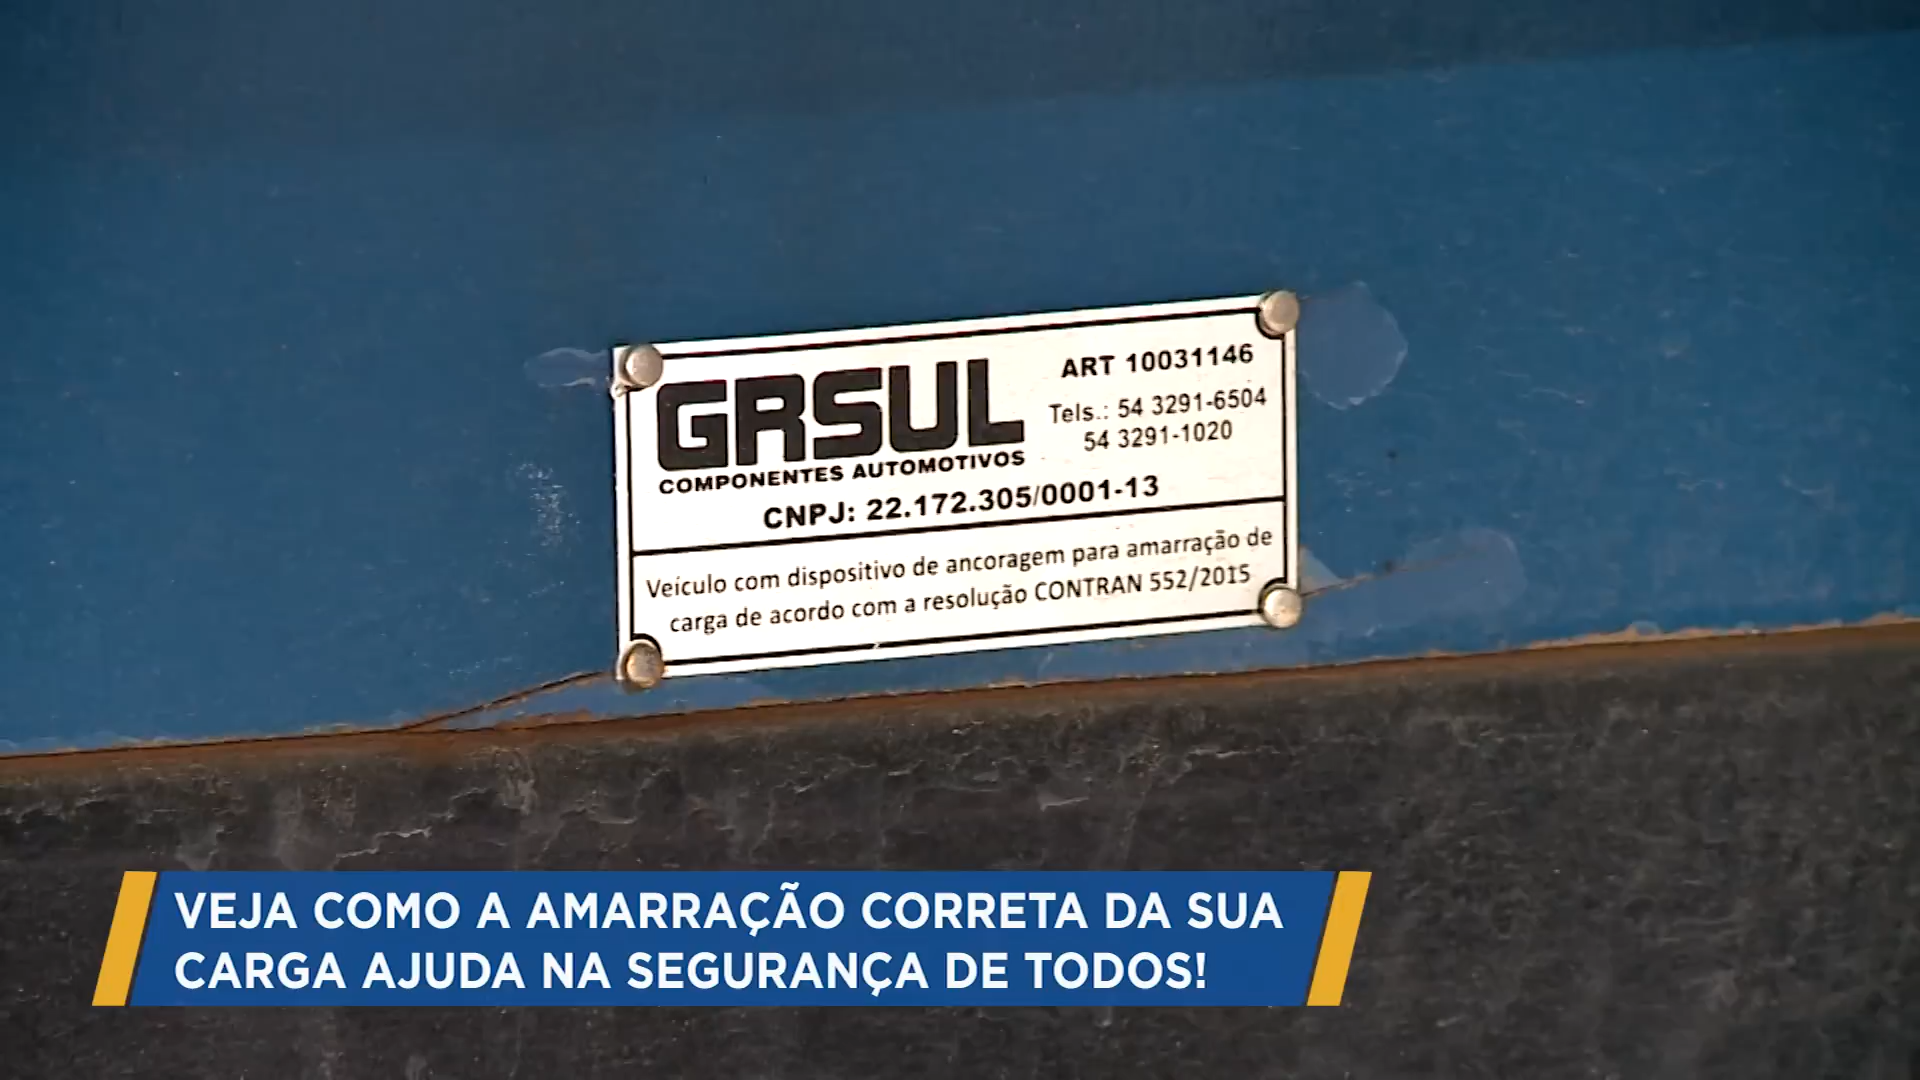 GRSUL
COMPONENTES AUTOMOTIVOS
ART 10031146
Tels.: 54 3291-6504
54 3291-1020
CNPJ: 22.172.305/0001-13
Veículo com dispositivo de ancoragem para amarração de
carga de acordo com a resolução CONTRAN 552/2015
VEJA COMO A AMARRAÇÃO CORRETA DA SUA
CARGA AJUDA NA SEGURANÇA DE TODOS!